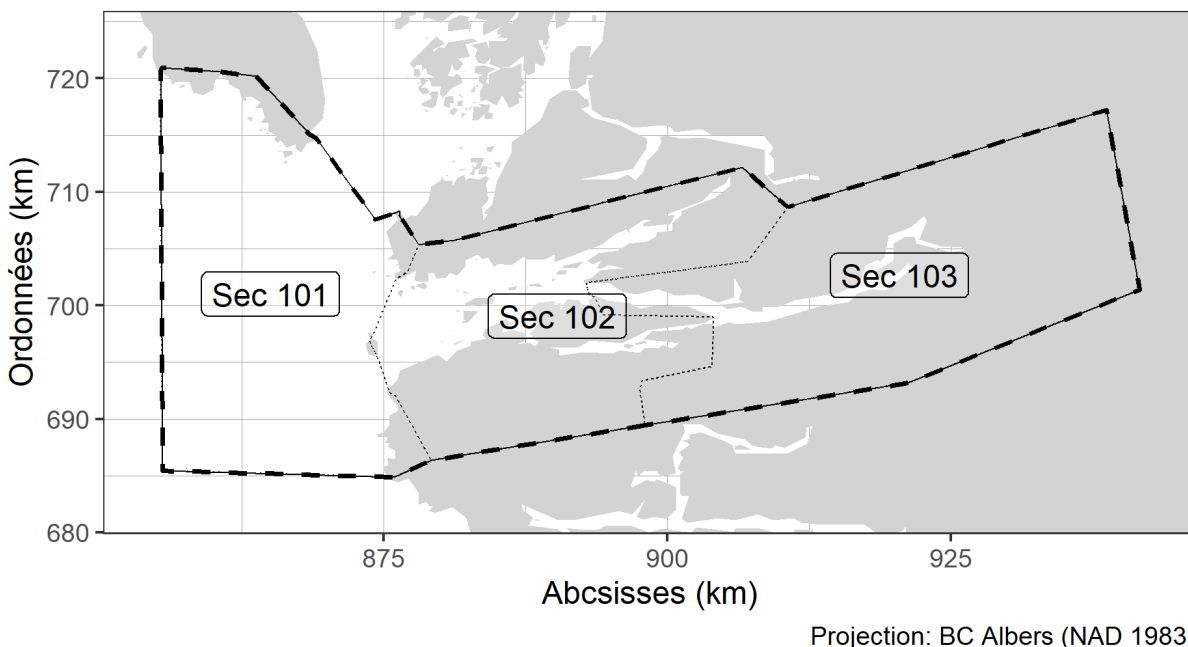 720
710
700
690
680
Ordonnées (km)
Sec 101
Sec 102
Sec 103
875
900
925
Abcsisses (km)
Projection: BC Albers (NAD 1983